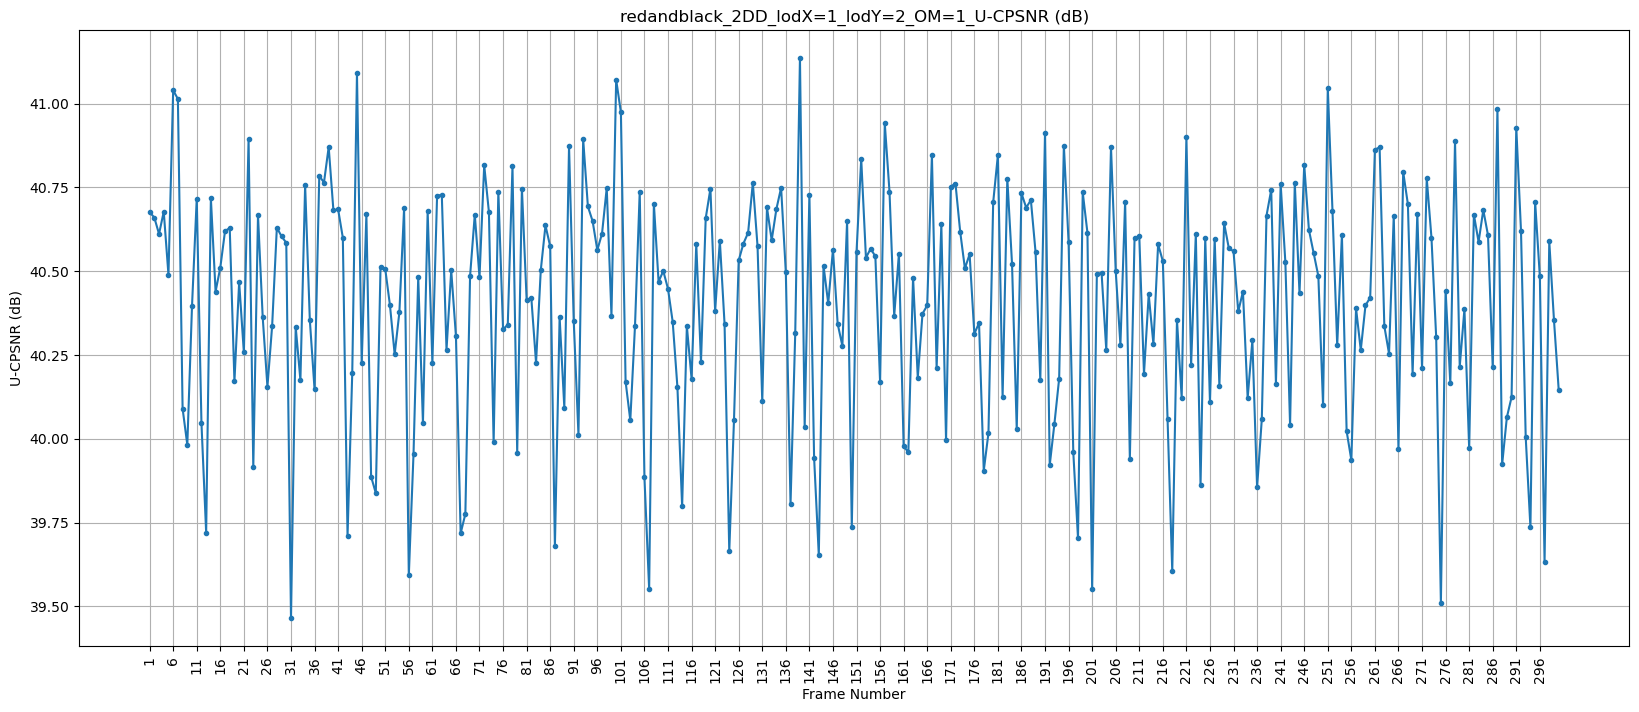 redandblack_2DD_lodX=1_lodY=2_OM=1_U-CPSNR (dB)
U-CPSNR (dB)
41.00
40.75
40.50
40.25
40.00
39.75
39.50
1 6 11 16 21 26 31 36 41 46 51 56 61 66 71 76 81 86 91 96 101 106 111 116 121 126 131 136 141 146 151 156 161 166 171 176 181 186 191 196 201 206 211 216 221 226 231 236 241 246 251 256 261 266 271 276 281 286 291 296
Frame Number